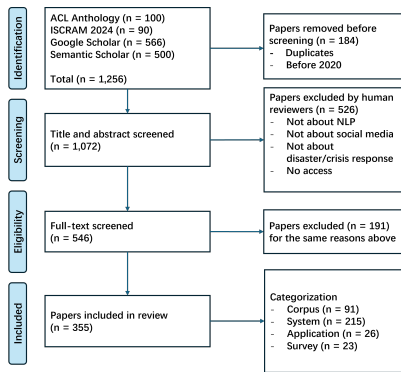 Identification
ACL Anthology (n = 100)
ISCRAM 2024 (n = 90)
Google Scholar (n = 566)
Semantic Scholar (n = 500)
Total (n = 1,256)
Papers removed before
screening (n = 184)
- Duplicates
- Before 2020
Screening
Title and abstract screened
(n = 1,072)
Papers excluded by human
reviewers (n = 526)
- Not about NLP
- Not about social media
- Not about
disaster/crisis response
- No access
Eligibility
Full-text screened
(n = 546)
Papers excluded (n = 191)
for the same reasons above
Included
Papers included in review
(n = 355)
Categorization
- Corpus (n = 91)
- System (n = 215)
- Application (n = 26)
- Survey (n = 23)